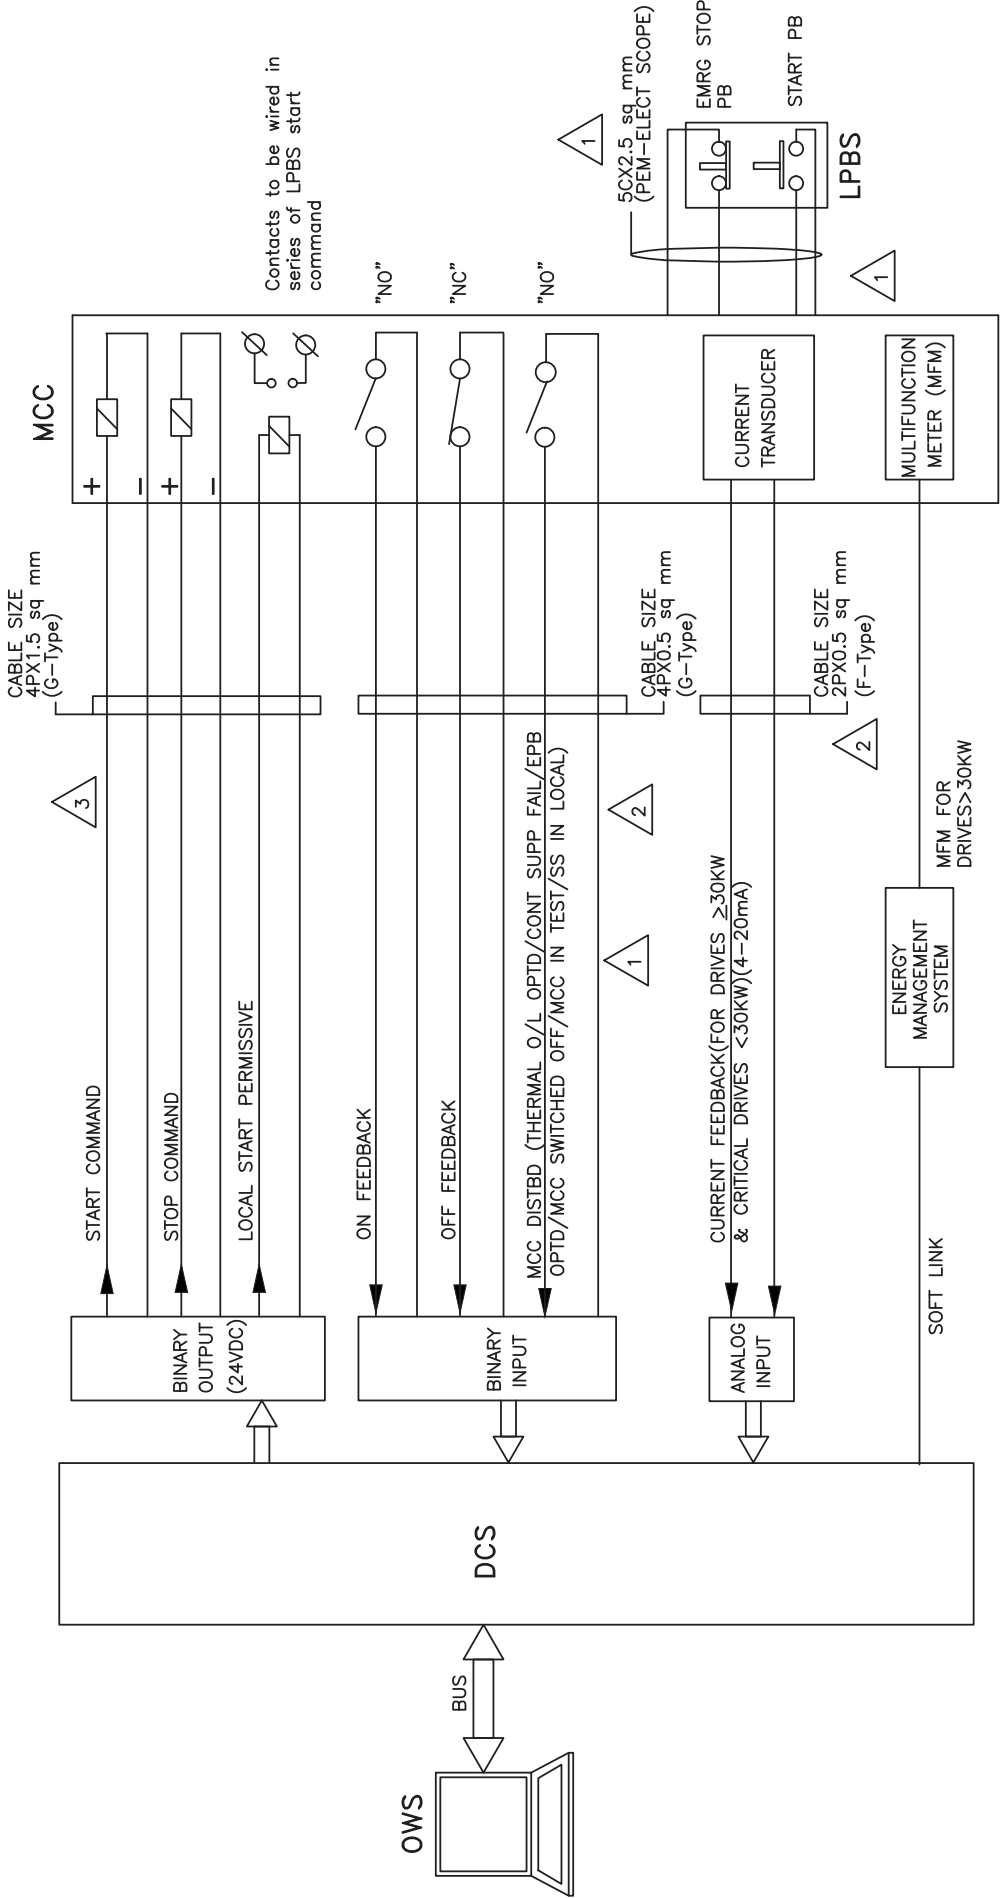 OWS
BUS
DCS
BINARY
OUTPUT
(24VDC)
START COMMAND
STOP COMMAND
LOCAL START PERMISSIVE
3
CABLE SIZE
4PX1.5 sq mm
(G-Type)
MCC
+
-
+
-
Contacts to be wired in
series of LPBS start
command
BINARY
INPUT
ON FEEDBACK
OFF FEEDBACK
MCC DISTBD (THERMAL O/L OPTD/CONT SUPP FAIL/EPB
OPTD/MCC SWITCHED OFF/MCC IN TEST/SS IN LOCAL)
1
2
CABLE SIZE
4PX0.5 sq mm
(G-Type)
"NO"
"NC"
"NO"
ANALOG
INPUT
CURRENT FEEDBACK(FOR DRIVES ≥30KW
& CRITICAL DRIVES <30KW)(4-20mA)
2
CABLE SIZE
2PX0.5 sq mm
(F-Type)
CURRENT
TRANSDUCER
1
5CX2.5 sq mm
(PEM-ELECT SCOPE)
EMRG STOP
PB
START PB
LPBS
1
SOFT LINK
ENERGY
MANAGEMENT
SYSTEM
MFM FOR
DRIVES>30KW
MULTIFUNCTION
METER (MFM)